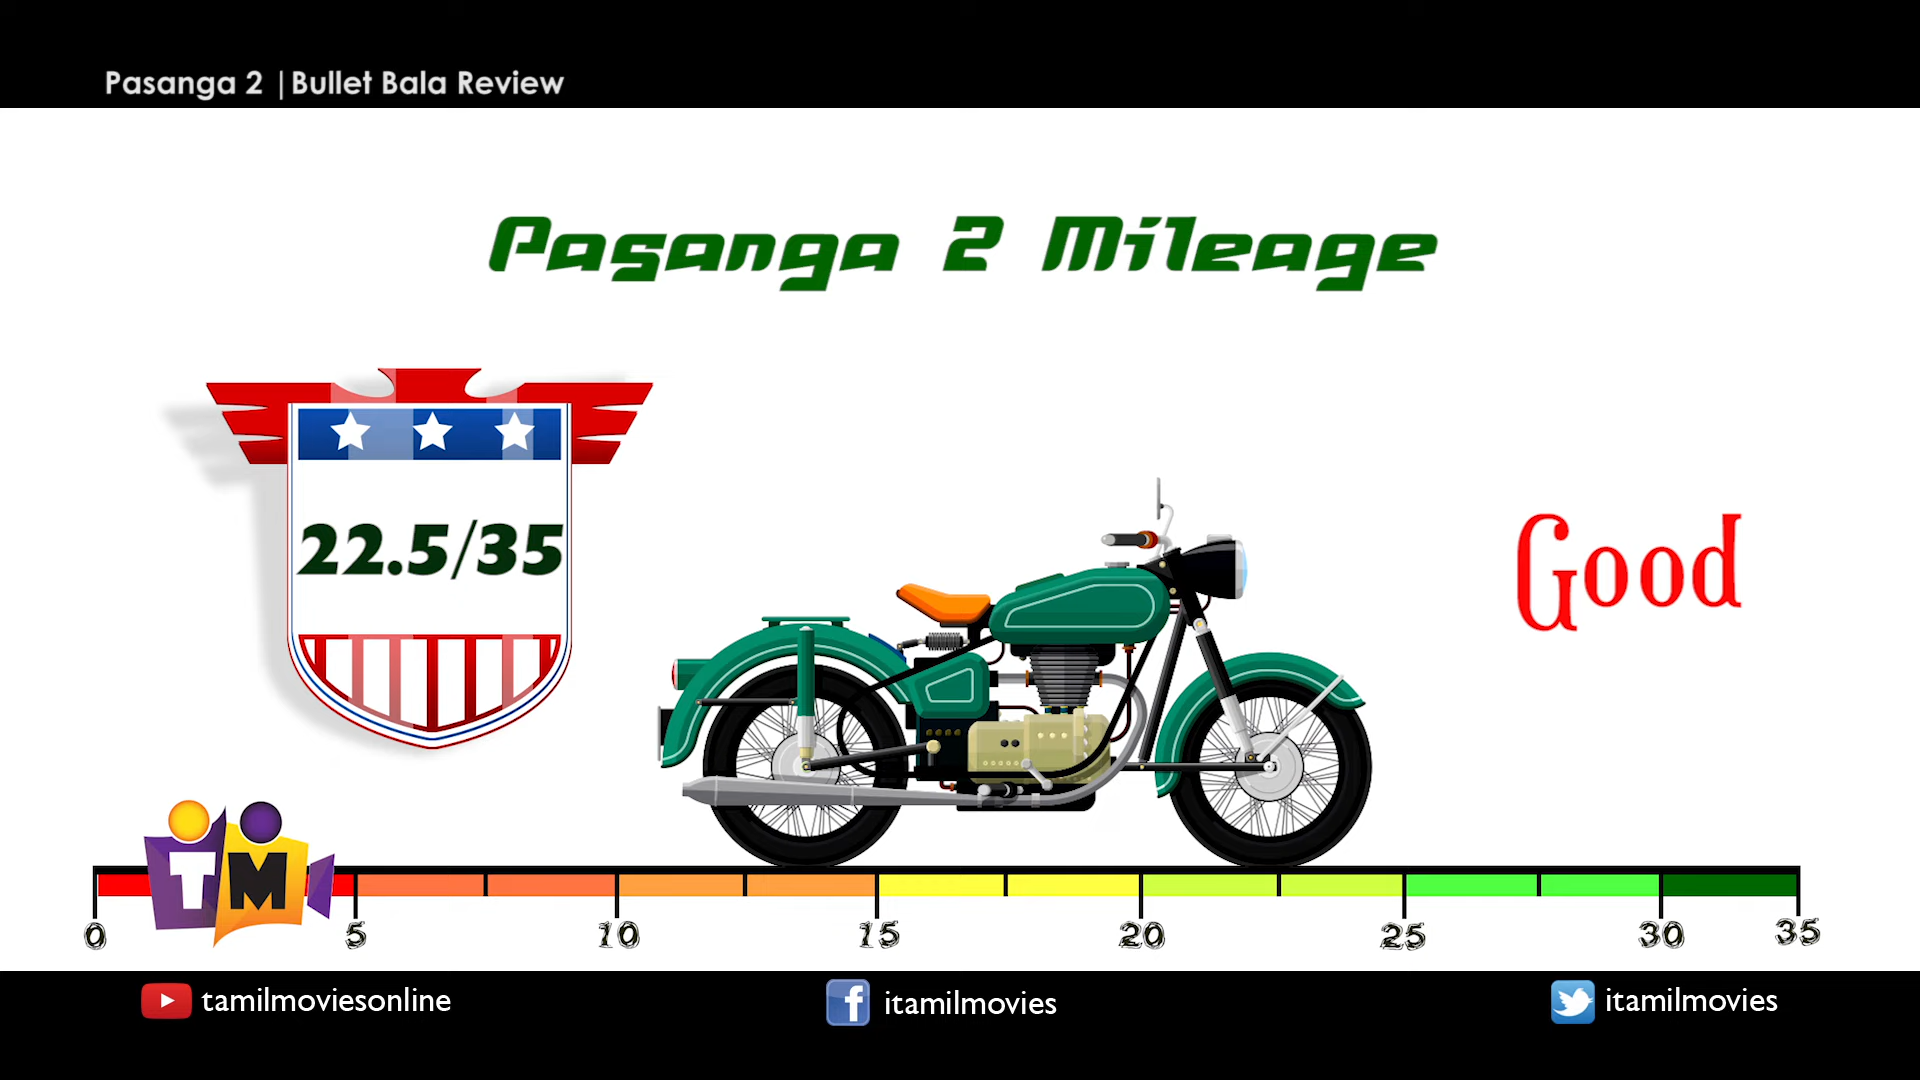 Pasanga 2 | Bullet Bala Review
Pasanga 2 Mileage
22.5/35
Good
TM
0 5 10 15 20 25 30 35
tamilmoviesonline
itamilmovies
itamilmovies